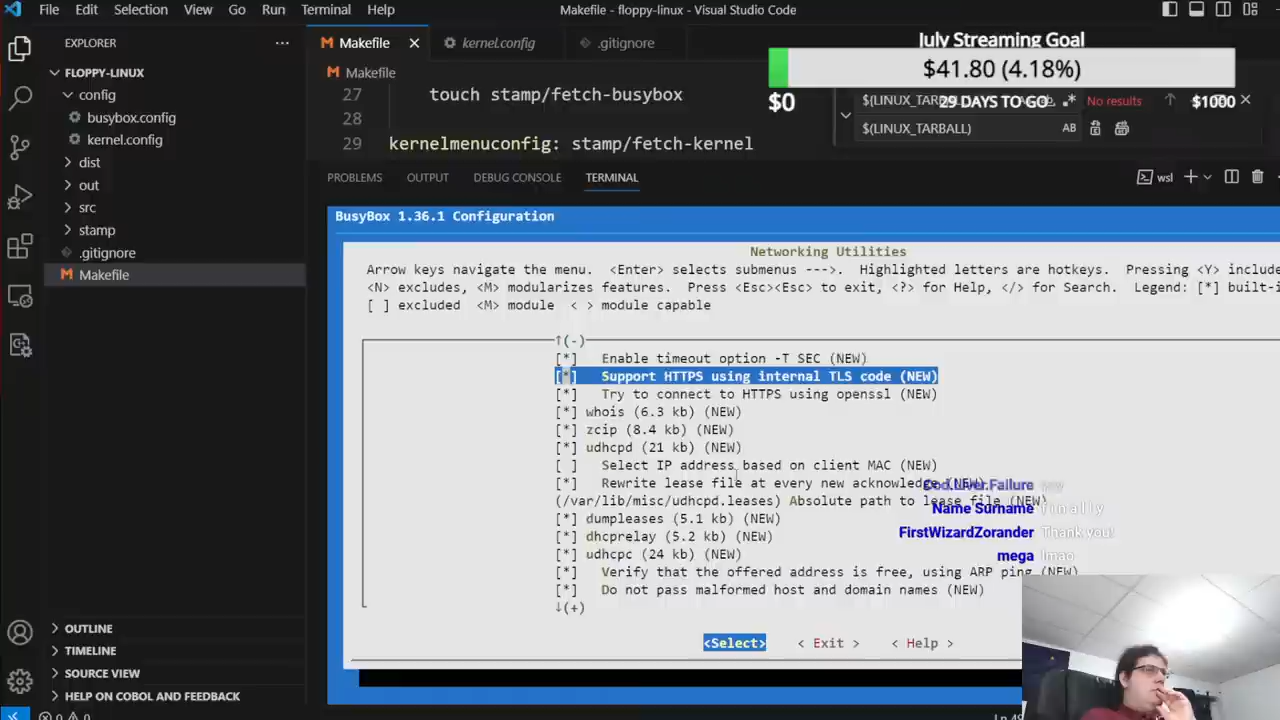 File Edit Selection View Go Run Terminal Help
Makefile - floppy-linux - Visual Studio Code
EXPLORER
FLOPPY-LINUX
config
busybox.config
kernel.config
dist
out
src
stamp
.gitignore
Makefile
OUTLINE
TIMELINE
SOURCE VIEW
HELP ON COBOL AND FEEDBACK
0 0
Makefile kernel.config .gitignore
Makefile
27 touch stamp/fetch-busybox
28
29 kernelmenuconfig: stamp/fetch-kernel
July Streaming Goal
$41.80 (4.18%)
$0 29 DAYS TO GO $1000
No results
$(LINUX_TARBALL) AB
PROBLEMS OUTPUT DEBUG CONSOLE TERMINAL
wsl
BusyBox 1.36.1 Configuration
Networking Utilities
Arrow keys navigate the menu. <Enter> selects submenus --->. Highlighted letters are hotkeys. Pressing <Y> include
<N> excludes, <M> modularizes features. Press <Esc><Esc> to exit, <?> for Help, </> for Search. Legend: [*] built-i
[ ] excluded <M> module < > module capable
↑(-)
[*] Enable timeout option -T SEC (NEW)
[*] Support HTTPS using internal TLS code (NEW)
[*] Try to connect to HTTPS using openssl (NEW)
[*] whois (6.3 kb) (NEW)
[*] zcip (8.4 kb) (NEW)
[*] udhcpd (21 kb) (NEW)
[ ] Select IP address based on client MAC (NEW)
[*] Rewrite lease file at every new acknowledge (NEW)
(/var/lib/misc/udhcpd.leases) Absolute path to lease file (NEW)
[*] dumpleases (5.1 kb) (NEW)
[*] dhcprelay (5.2 kb) (NEW)
[*] udhcpc (24 kb) (NEW)
[*] Verify that the offered address is free, using ARP ping (NEW)
[*] Do not pass malformed host and domain names (NEW)
↓(+)
<Select> < Exit > < Help >
Name Surname f i n a l l y
FirstWizardZorander Thank you!
mega lmao